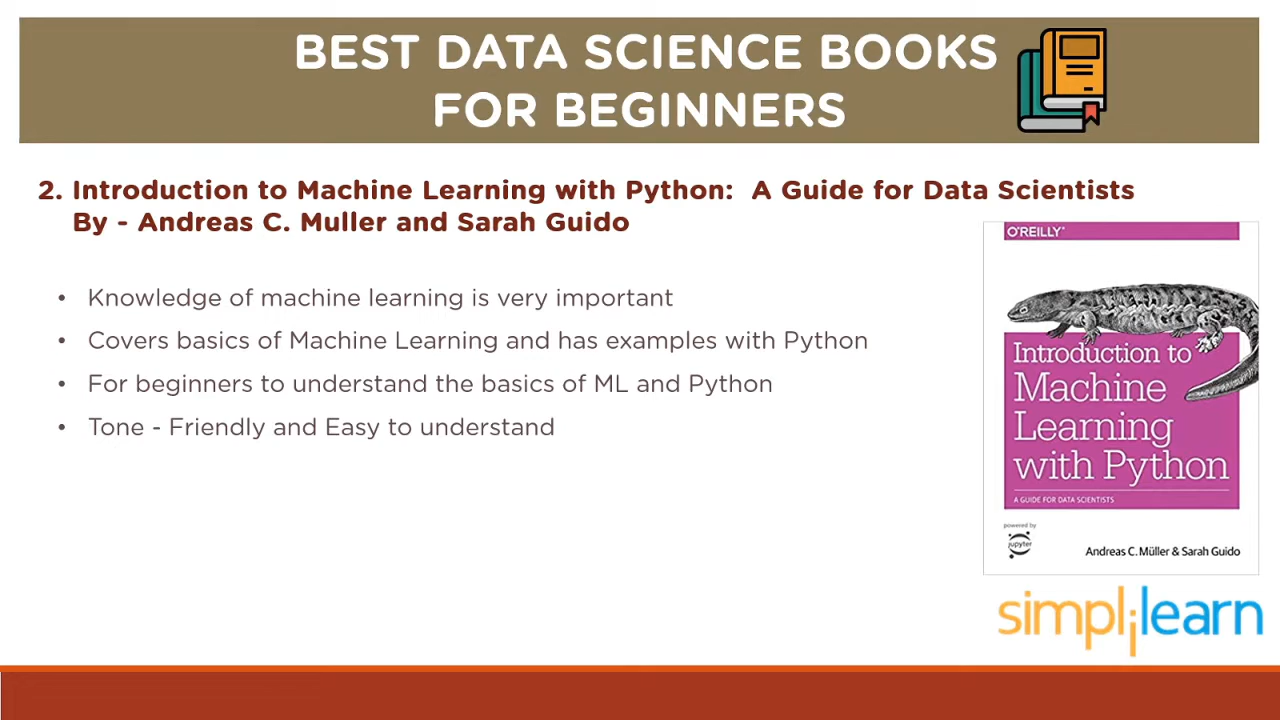 BEST DATA SCIENCE BOOKS
FOR BEGINNERS
2. Introduction to Machine Learning with Python: A Guide for Data Scientists
By - Andreas C. Muller and Sarah Guido
• Knowledge of machine learning is very important
• Covers basics of Machine Learning and has examples with Python
• For beginners to understand the basics of ML and Python
• Tone - Friendly and Easy to understand
O'REILLY®
Introduction to
Machine
Learning
with Python
A GUIDE FOR DATA SCIENTISTS
powered by
jupyter
Andreas C. Müller & Sarah Guido
simplilearn